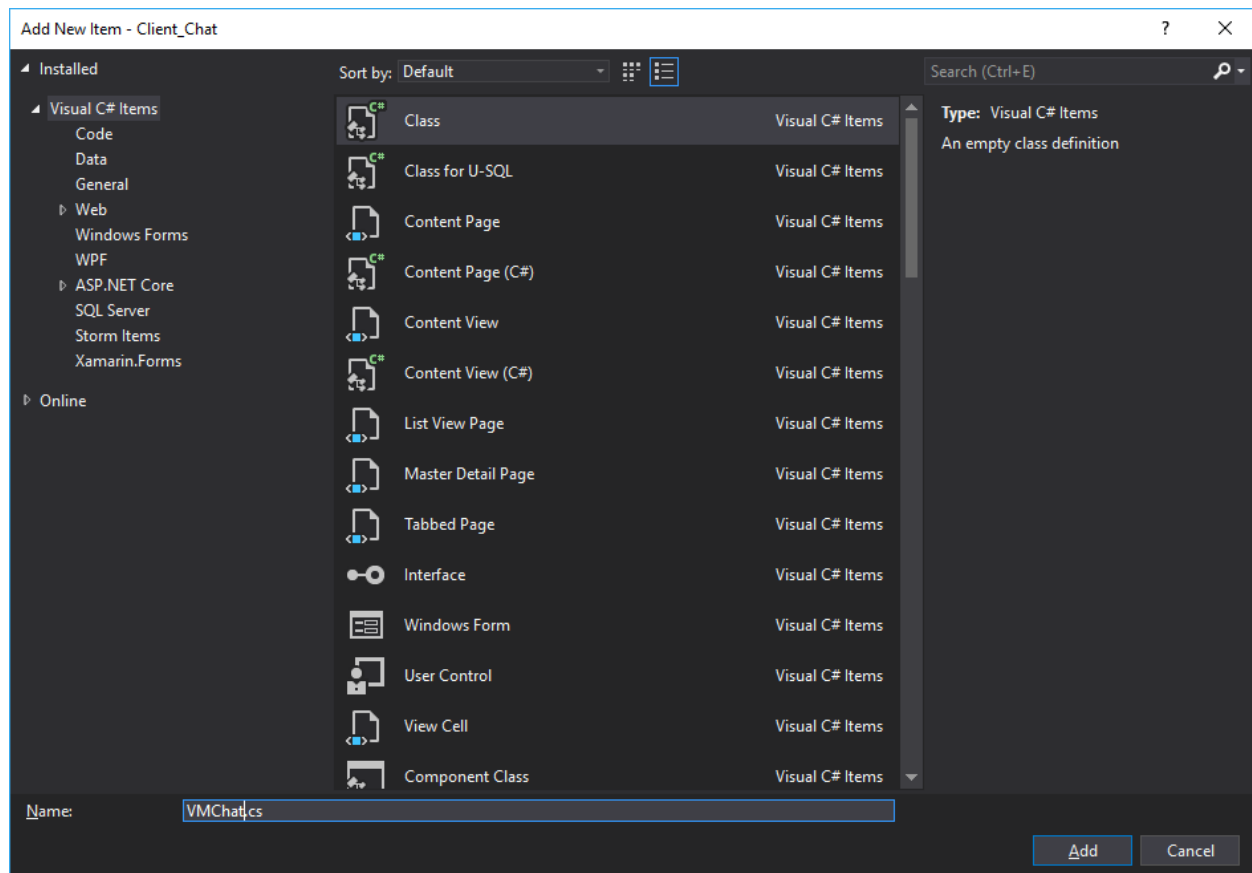 Add New Item - Client_Chat
?
Installed
Sort by: Default
Search (Ctrl+E)
Visual C# Items
Code
Data
General
Web
Windows Forms
WPF
ASP.NET Core
SQL Server
Storm Items
Xamarin.Forms
Online
C# Class Visual C# Items
C# Class for U-SQL Visual C# Items
Content Page Visual C# Items
C# Content Page (C#) Visual C# Items
Content View Visual C# Items
C# Content View (C#) Visual C# Items
List View Page Visual C# Items
Master Detail Page Visual C# Items
Tabbed Page Visual C# Items
Interface Visual C# Items
Windows Form Visual C# Items
User Control Visual C# Items
View Cell Visual C# Items
Component Class Visual C# Items
Type: Visual C# Items
An empty class definition
Name: VMChat.cs
Add Cancel